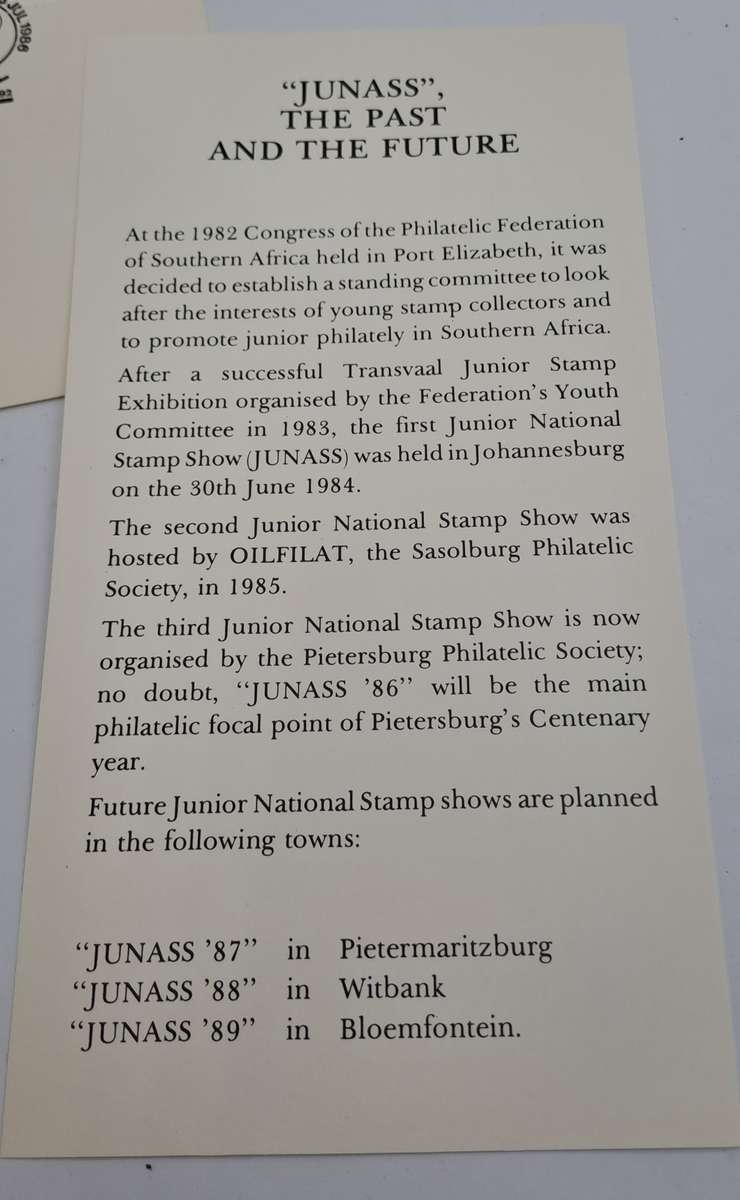 JUL 1986
"JUNASS",
THE PAST
AND THE FUTURE
At the 1982 Congress of the Philatelic Federation
of Southern Africa held in Port Elizabeth, it was
decided to establish a standing committee to look
after the interests of young stamp collectors and
to promote junior philately in Southern Africa.
After a successful Transvaal Junior Stamp
Exhibition organised by the Federation's Youth
Committee in 1983, the first Junior National
Stamp Show (JUNASS) was held in Johannesburg
on the 30th June 1984.
The second Junior National Stamp Show was
hosted by OILFILAT, the Sasolburg Philatelic
Society, in 1985.
The third Junior National Stamp Show is now
organised by the Pietersburg Philatelic Society;
no doubt, "JUNASS '86" will be the main
philatelic focal point of Pietersburg's Centenary
year.
Future Junior National Stamp shows are planned
in the following towns:
"JUNASS '87" in Pietermaritzburg
"JUNASS '88" in Witbank
"JUNASS '89" in Bloemfontein.